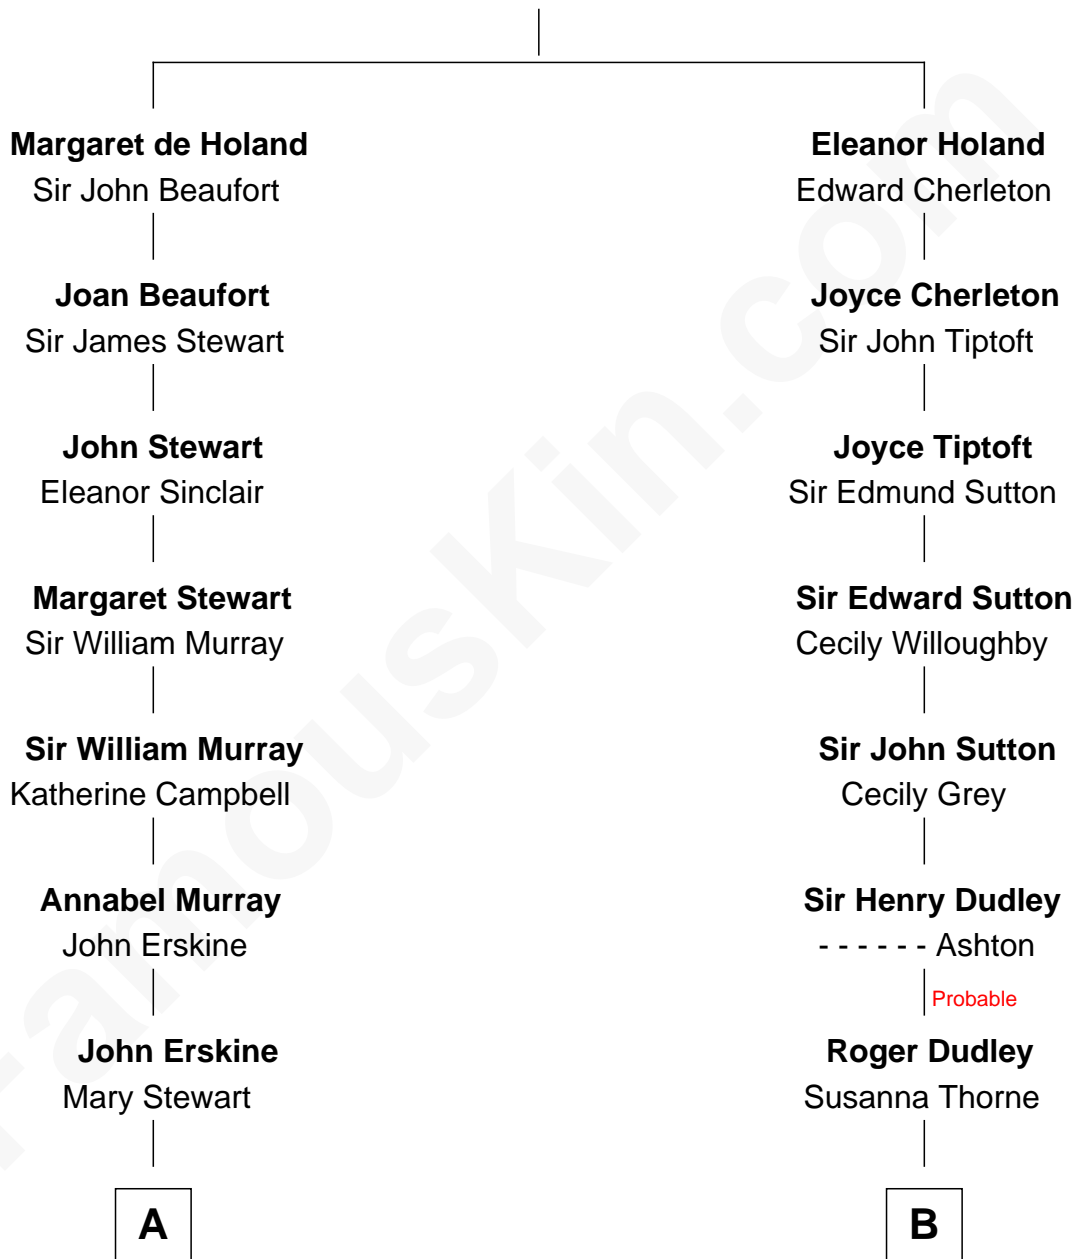 Margaret de Holand
Sir John Beaufort
Joan Beaufort
Sir James Stewart
John Stewart
Eleanor Sinclair
Margaret Stewart
Sir William Murray
Sir William Murray
Katherine Campbell
Annabel Murray
John Erskine
John Erskine
Mary Stewart
A
Eleanor Holand
Edward Cherleton
Joyce Cherleton
Sir John Tiptoft
Joyce Tiptoft
Sir Edmund Sutton
Sir Edward Sutton
Cecily Willoughby
Sir John Sutton
Cecily Grey
Sir Henry Dudley
- - - - - - Ashton
Probable
Roger Dudley
Susanna Thorne
B
FamousKin.com